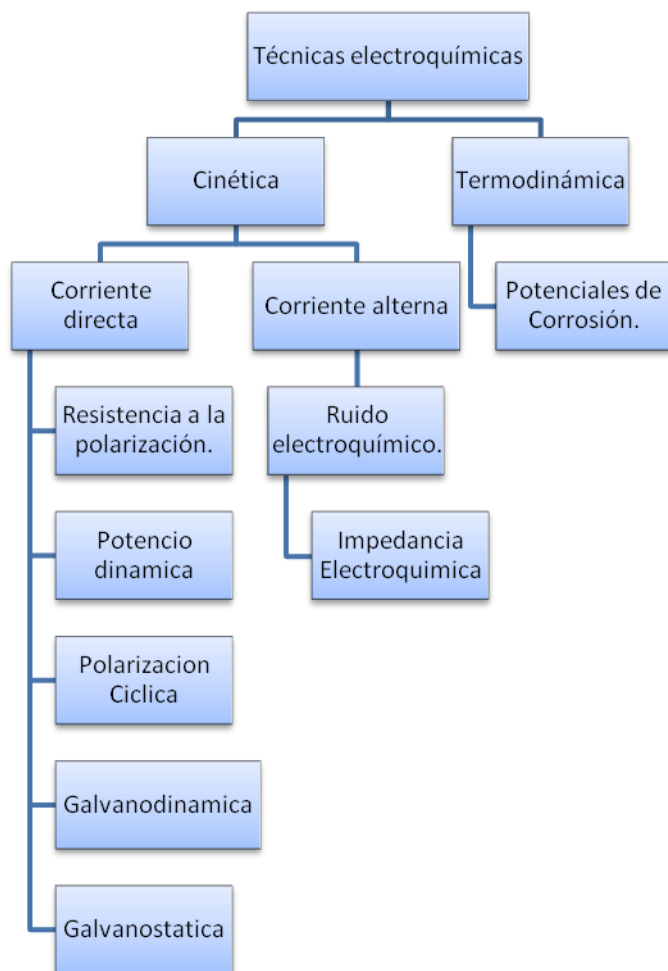 Técnicas electroquímicas
Cinética
Termodinámica
Corriente
directa
Corriente alterna
Potenciales de
Corrosión.
Resistencia a la
polarización.
Ruido
electroquímico.
Potencio
dinamica
Impedancia
Electroquimica
Polarizacion
Ciclica
Galvanodinamica
Galvanostatica